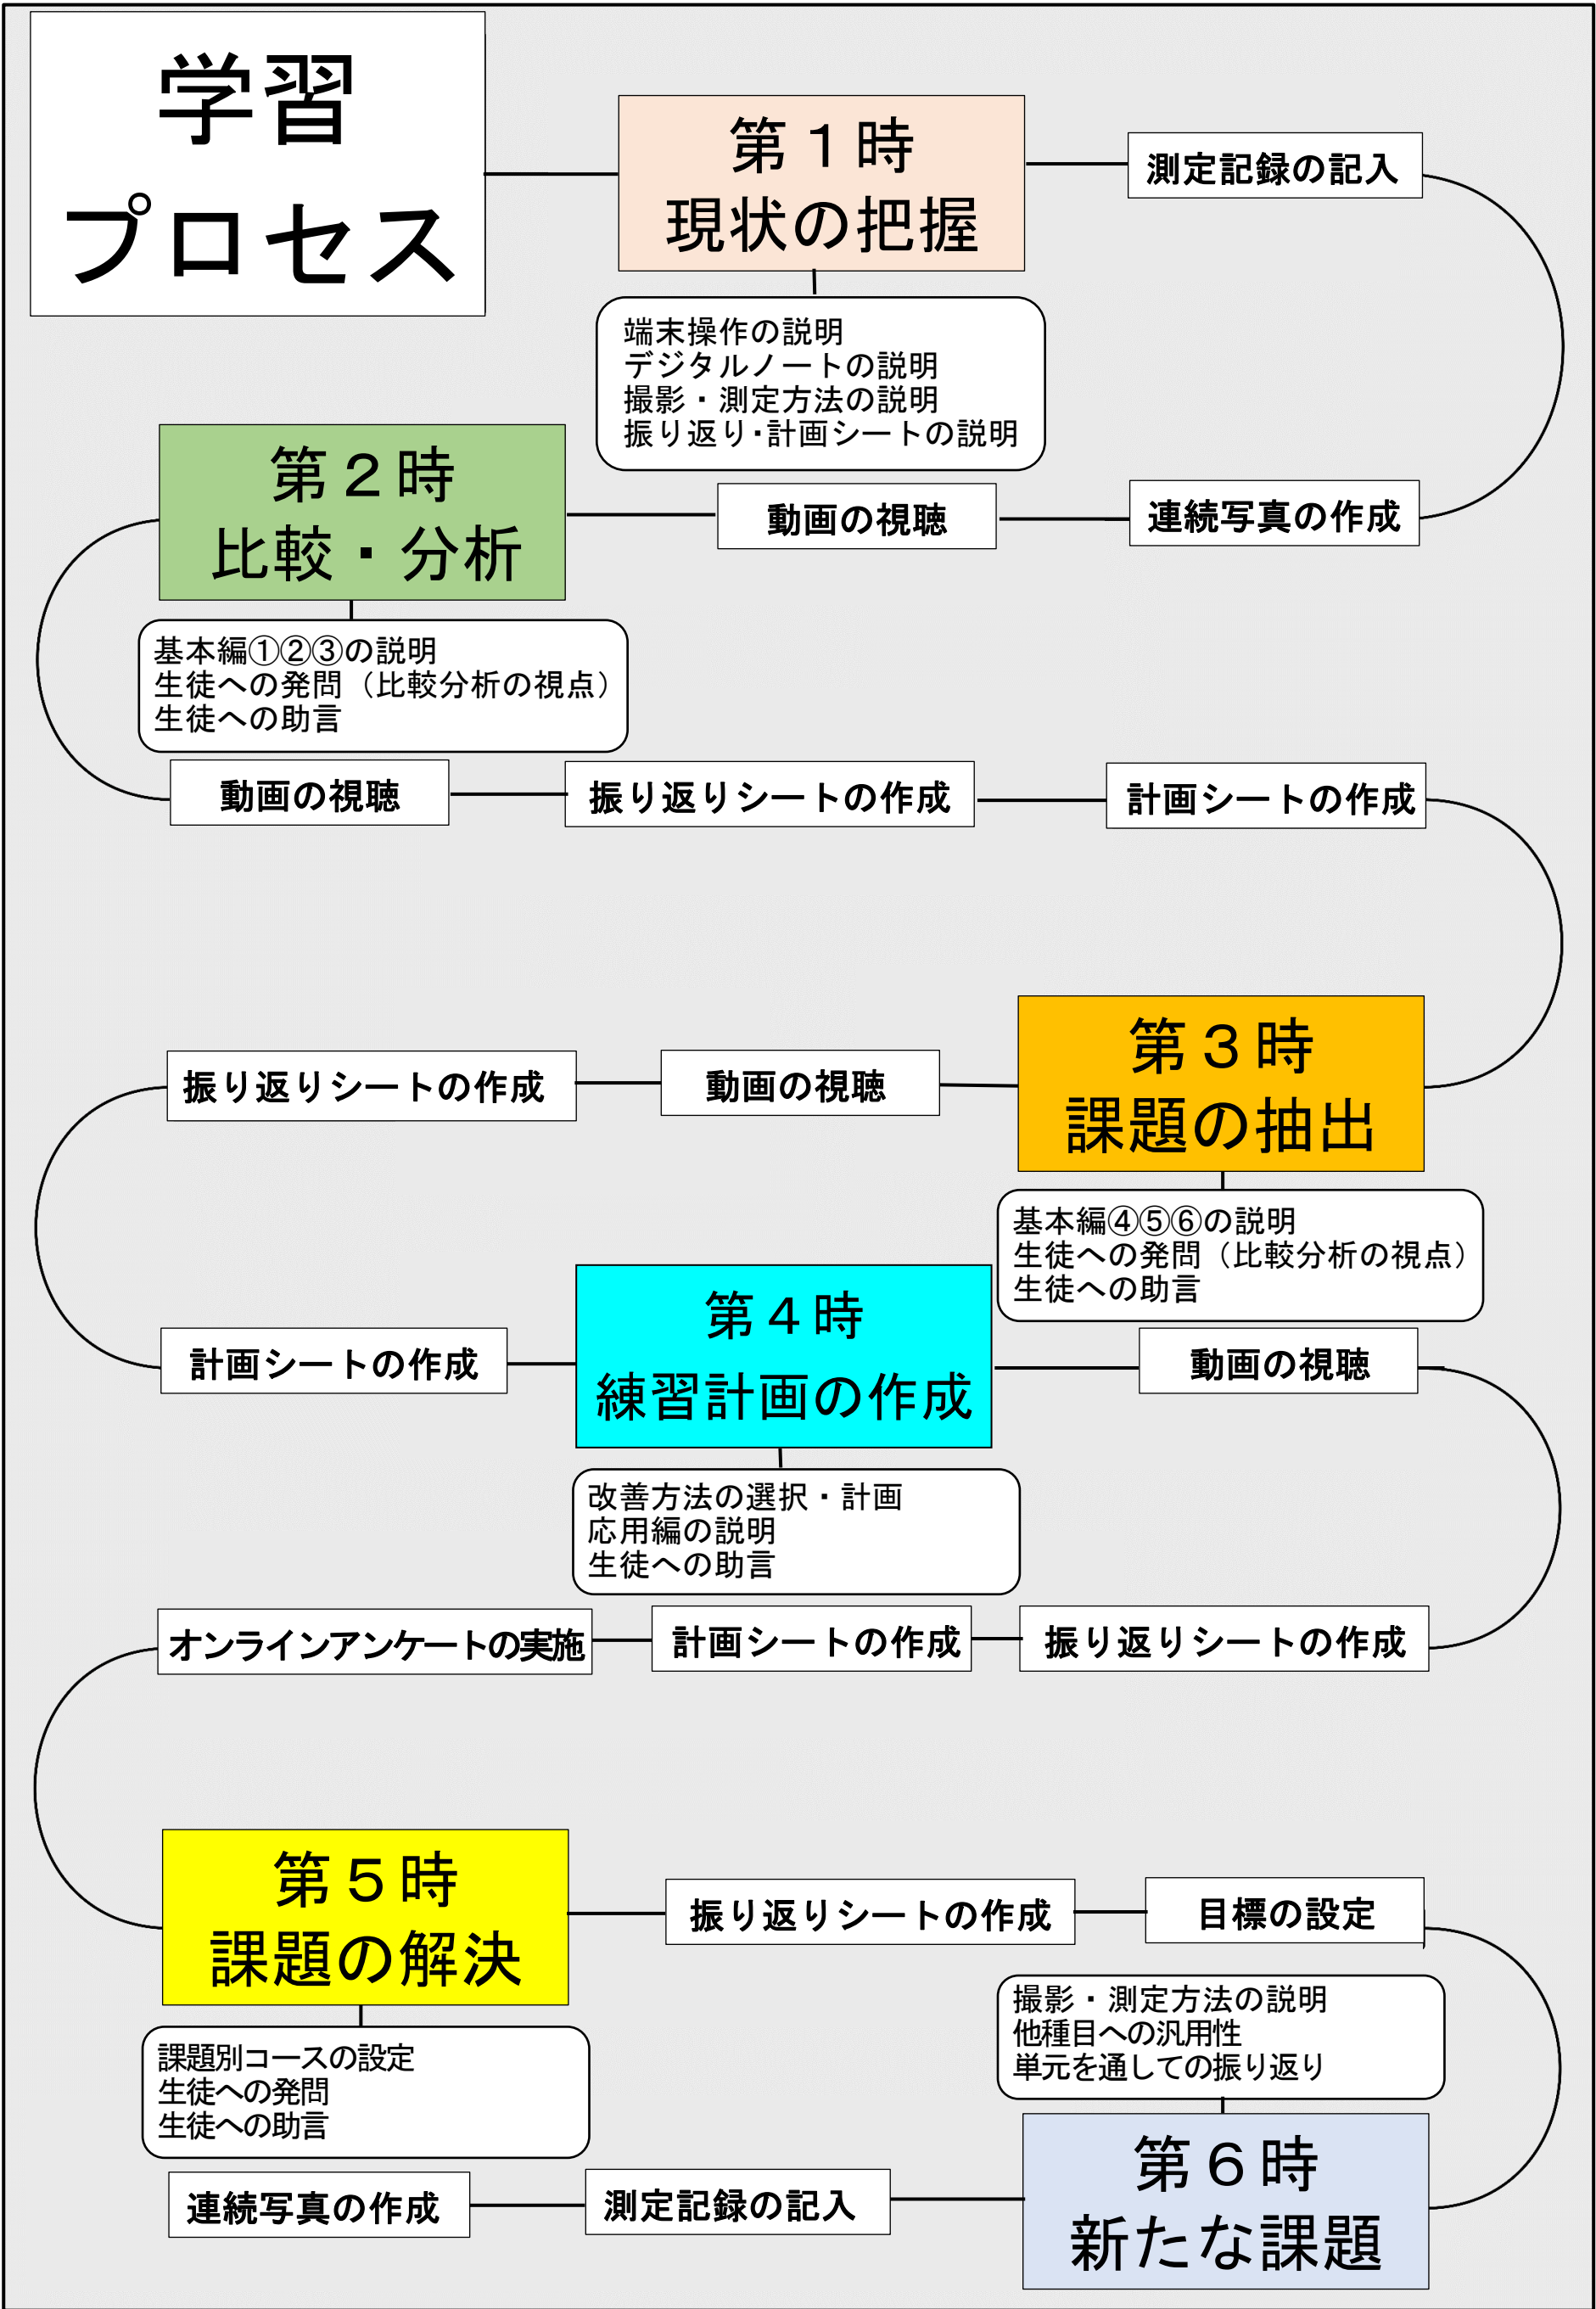 学習
プロセス
第１時
現状の把握
測定記録の記入
端末操作の説明
デジタルノートの説明
撮影・測定方法の説明
振り返り・計画シートの説明
連続写真の作成
動画の視聴
第２時
比較・分析
基本編①②③の説明
生徒への発問（比較分析の視点）
生徒への助言
動画の視聴
振り返りシートの作成
計画シートの作成
第３時
課題の抽出
基本編④⑤⑥の説明
生徒への発問（比較分析の視点）
生徒への助言
動画の視聴
振り返りシートの作成
計画シートの作成
第４時
練習計画の作成
改善方法の選択・計画
応用編の説明
生徒への助言
動画の視聴
振り返りシートの作成
計画シートの作成
オンラインアンケートの実施
第５時
課題の解決
課題別コースの設定
生徒への発問
生徒への助言
振り返りシートの作成
目標の設定
撮影・測定方法の説明
他種目への汎用性
単元を通しての振り返り
第６時
新たな課題
測定記録の記入
連続写真の作成